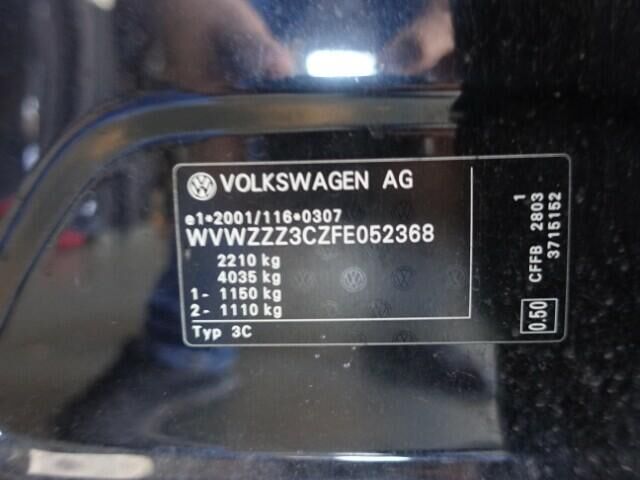 VOLKSWAGEN AG
e1*2001/116*0307
WVWZZZ3CZFE052368
2210 kg
4035 kg
1- 1150 kg
2- 1110 kg
Typ 3C
1
CFFB 2803
3715152
0.50